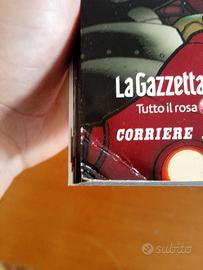 La Gazzetta
Tutto il rosa
CORRIERE
subito